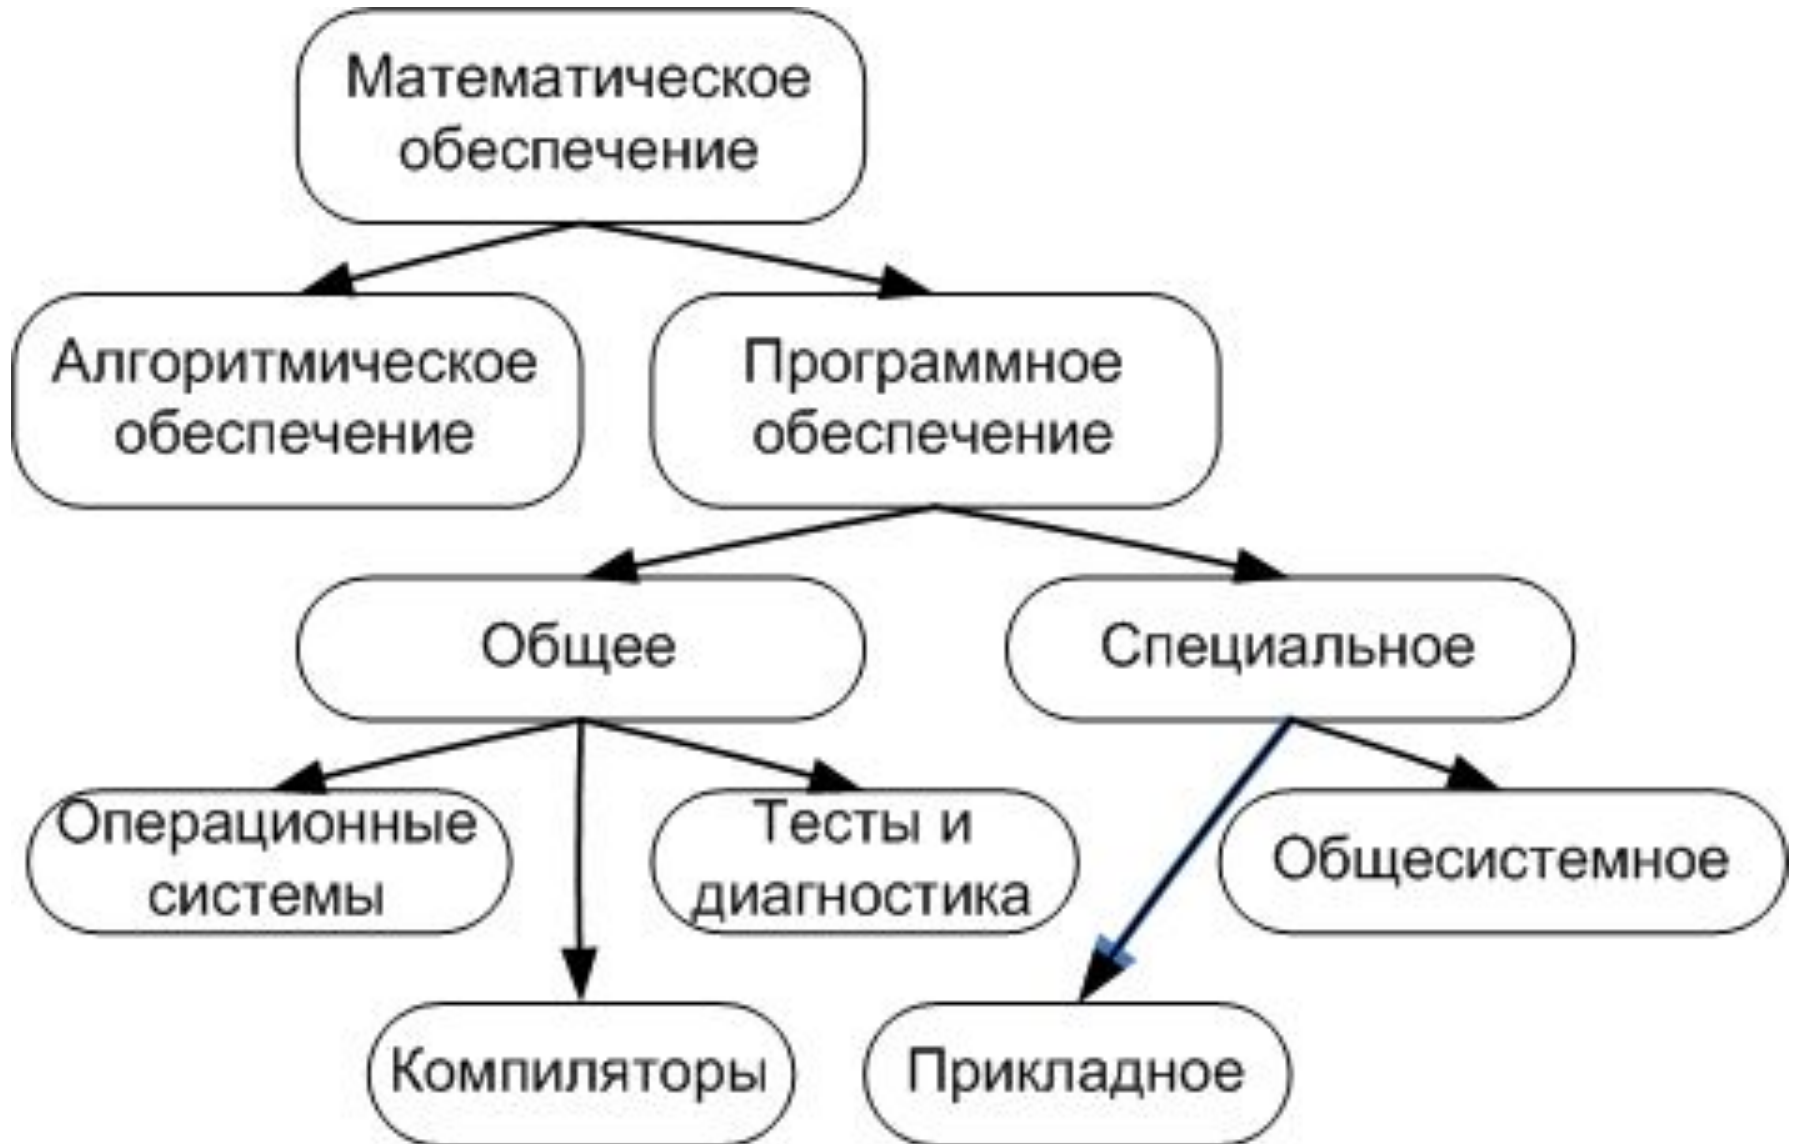 Математическое
обеспечение
Алгоритмическое
обеспечение
Программное
обеспечение
Общее
Специальное
Операционные
системы
Тесты и
диагностика
Общесистемное
Компиляторы
Прикладное